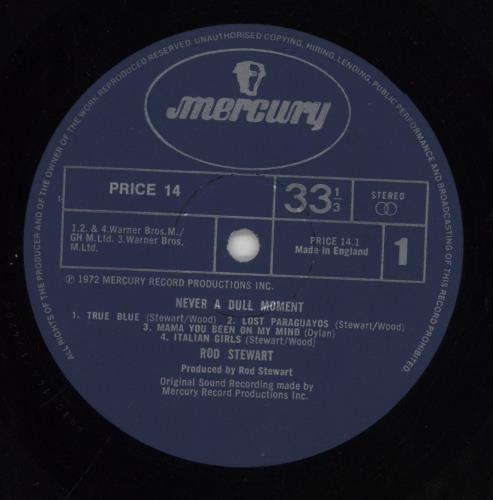 ALL RIGHTS OF THE PRODUCER AND OF THE OWNER OF THE WORK REPRODUCED RESERVED. UNAUTHORISED COPYING, HIRING, LENDING, PUBLIC PERFORMANCE AND BROADCASTING OF THIS RECORD PROHIBITED.
mercury
PRICE 14
33 1/3
STEREO
1.2. & 4.Warner Bros.M./
GH M.Ltd. 3.Warner Bros.
M.Ltd.
PRICE 14.1
Made in England
1
℗ 1972 MERCURY RECORD PRODUCTIONS INC.
NEVER A DULL MOMENT
1. TRUE BLUE (Stewart/Wood) 2. LOST PARAGUAYOS (Stewart/Wood)
3. MAMA YOU BEEN ON MY MIND (Dylan)
4. ITALIAN GIRLS (Stewart/Wood)
ROD STEWART
Produced by Rod Stewart
Original Sound Recording made by
Mercury Record Productions Inc.